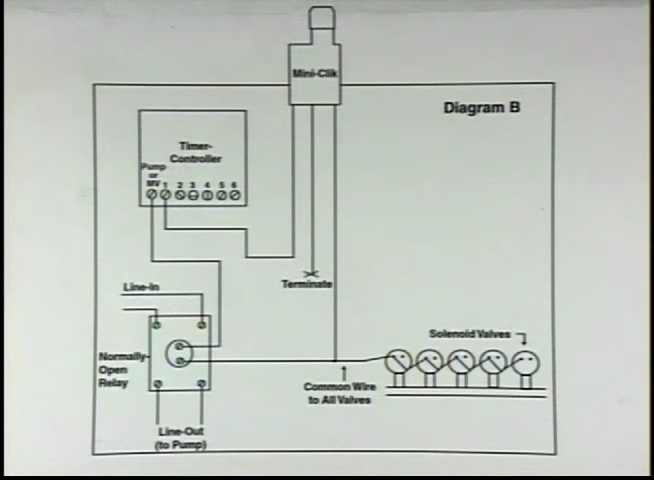 Mini-Clik
Diagram B
Timer-
Controller
Pump
or
MV 1 2 3 4 5 6
Terminate
Line-In
Solenoid Valves
Normally
Open
Relay
Common Wire
to All Valves
Line-Out
(to Pump)